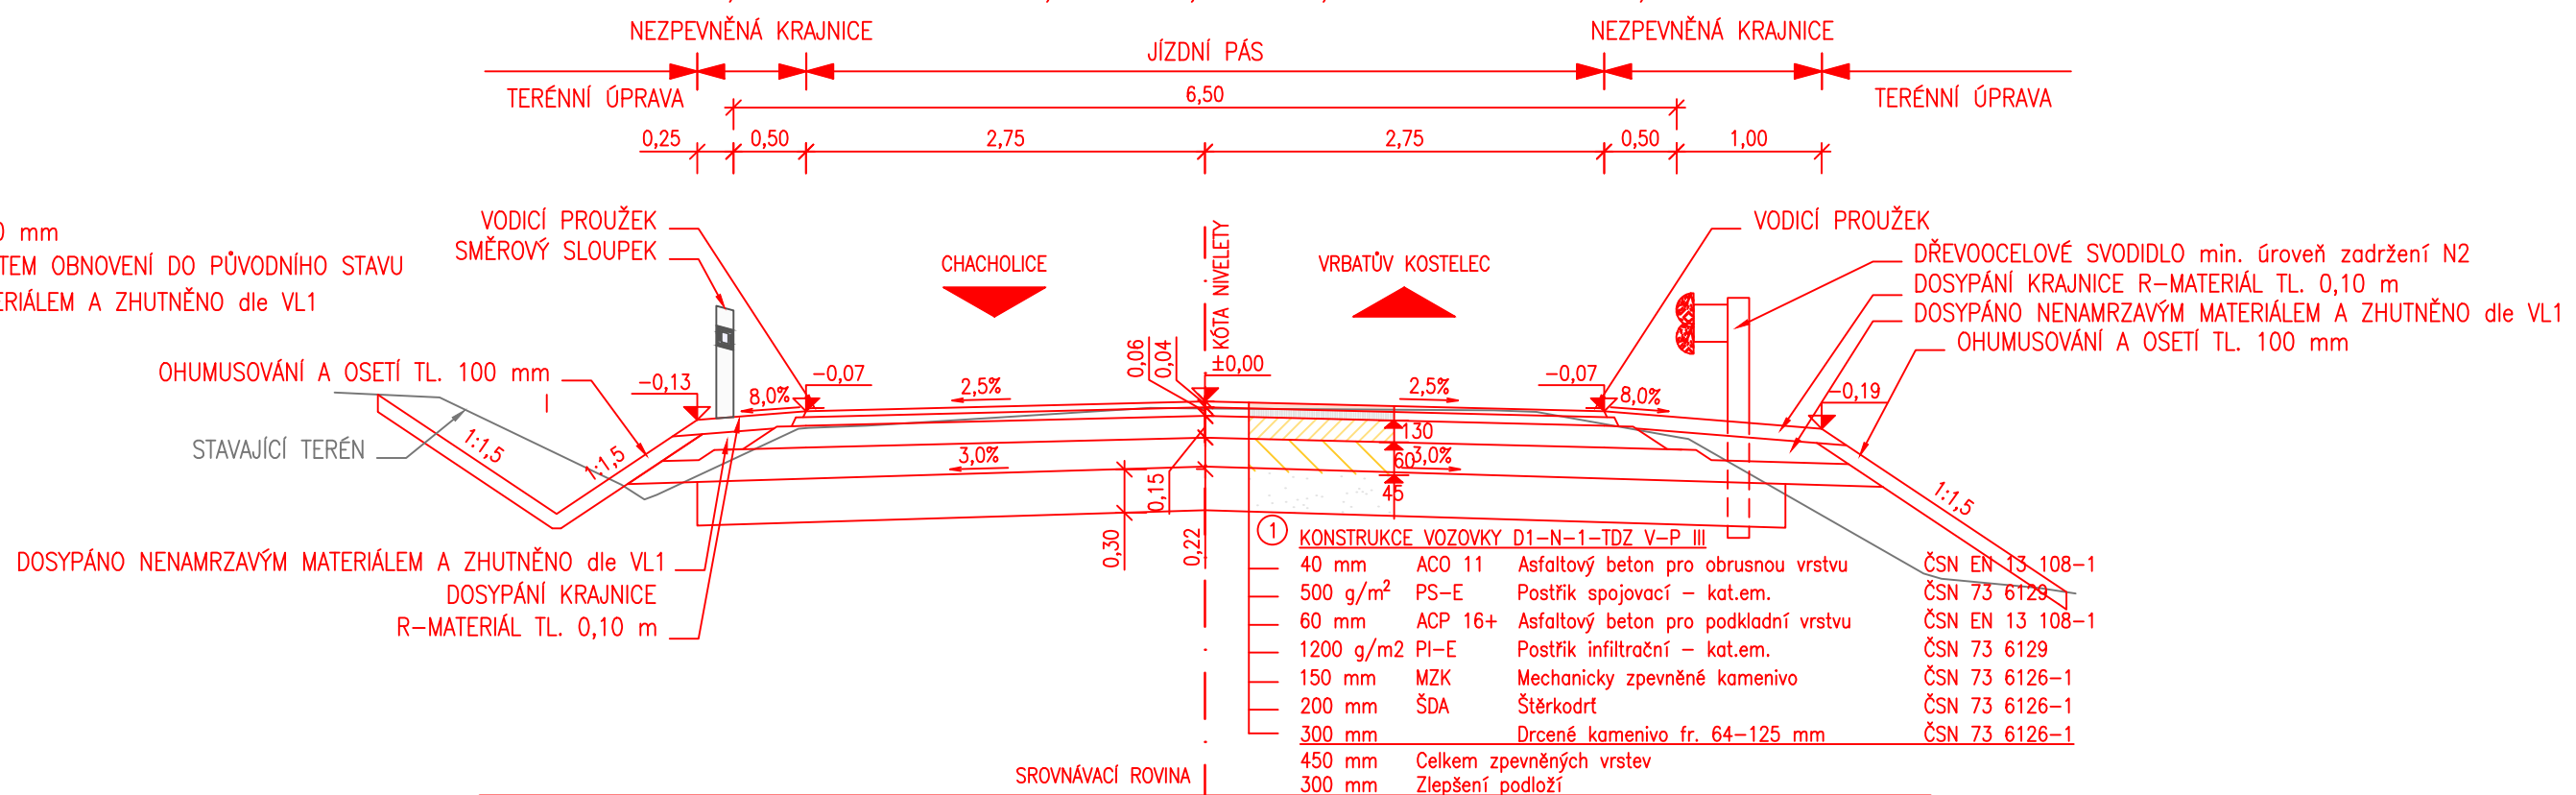 NEZPEVNĚNÁ KRAJNICE
NEZPEVNĚNÁ KRAJNICE
JÍZDNÍ PÁS
TERÉNNÍ ÚPRAVA
6,50
TERÉNNÍ ÚPRAVA
0,25 0,50 2,75 2,75 0,50 1,00
VODICÍ PROUŽEK
SMĚROVÝ SLOUPEK
0 mm
TEM OBNOVENÍ DO PŮVODNÍHO STAVU
ERIÁLEM A ZHUTNĚNO dle VL1
CHACHOLICE
KÓTA NIVELETY
VRBATŮV KOSTELEC
VODICÍ PROUŽEK
DŘEVOOCELOVÉ SVODIDLO min. úroveň zadržení N2
DOSYPÁNÍ KRAJNICE R-MATERIÁL TL. 0,10 m
DOSYPÁNO NENAMRZAVÝM MATERIÁLEM A ZHUTNĚNO dle VL1
OHUMUSOVÁNÍ A OSETÍ TL. 100 mm
OHUMUSOVÁNÍ A OSETÍ TL. 100 mm
-0,13
8,0%
-0,07
2,5%
0,06
0,04
±0,00
2,5%
-0,07
8,0%
-0,19
STAVAJÍCÍ TERÉN
1:1,5
1:1,5
3,0%
0,15
0,30
0,22
130
60
3,0%
45
1:1,5
DOSYPÁNO NENAMRZAVÝM MATERIÁLEM A ZHUTNĚNO dle VL1
DOSYPÁNÍ KRAJNICE
R-MATERIÁL TL. 0,10 m
1 KONSTRUKCE VOZOVKY D1-N-1-TDZ V-P III
40 mm ACO 11 Asfaltový beton pro obrusnou vrstvu ČSN EN 13 108-1
500 g/m² PS-E Postřik spojovací - kat.em. ČSN 73 6129
60 mm ACP 16+ Asfaltový beton pro podkladní vrstvu ČSN EN 13 108-1
1200 g/m2 PI-E Postřik infiltrační - kat.em. ČSN 73 6129
150 mm MZK Mechanicky zpevněné kamenivo ČSN 73 6126-1
200 mm ŠDA Štěrkodrť ČSN 73 6126-1
300 mm Drcené kamenivo fr. 64-125 mm ČSN 73 6126-1
450 mm Celkem zpevněných vrstev
300 mm Zlepšení podloží
SROVNÁVACÍ ROVINA